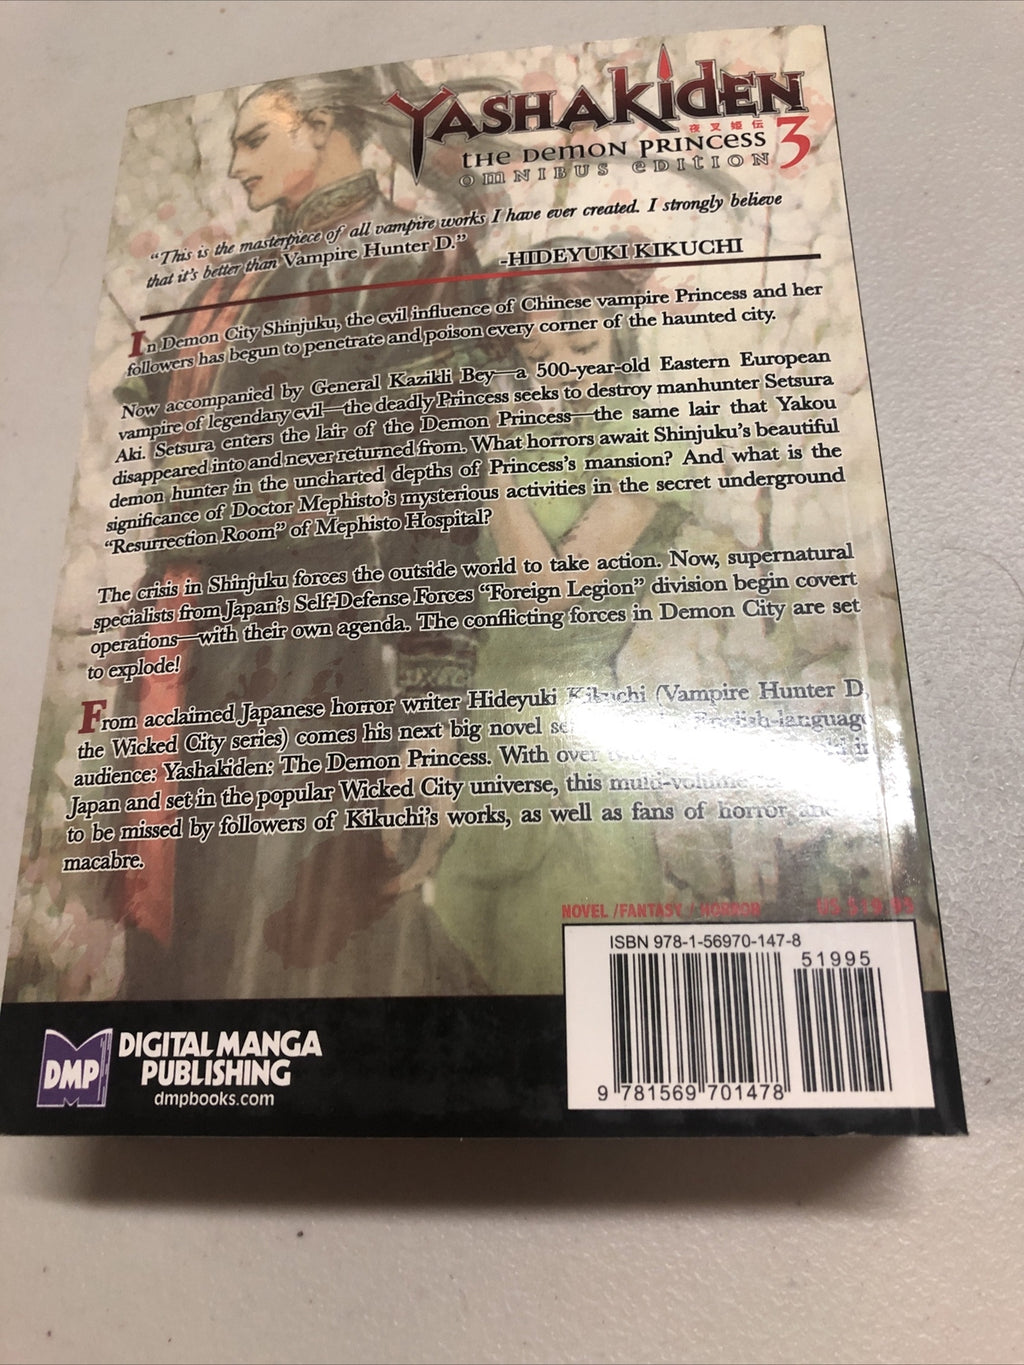 YASHAKIDEN
夜叉姫伝
THE DEMON PRINCESS 3
OMNIBUS EDITION
“This is the masterpiece of all vampire works I have ever created. I strongly believe
that it’s better than Vampire Hunter D.”
-HIDEYUKI KIKUCHI
In Demon City Shinjuku, the evil influence of Chinese vampire Princess and her
followers has begun to penetrate and poison every corner of the haunted city.
Now accompanied by General Kazikli Bey—a 500-year-old Eastern European
vampire of legendary evil—the deadly Princess seeks to destroy manhunter Setsura
Aki. Setsura enters the lair of the Demon Princess—the same lair that Yakou
disappeared into and never returned from. What horrors await Shinjuku’s beautiful
demon hunter in the uncharted depths of Princess’s mansion? And what is the
significance of Doctor Mephisto’s mysterious activities in the secret underground
“Resurrection Room” of Mephisto Hospital?
The crisis in Shinjuku forces the outside world to take action. Now, supernatural
specialists from Japan’s Self-Defense Forces “Foreign Legion” division begin covert
operations—with their own agenda. The conflicting forces in Demon City are set
to explode!
From acclaimed Japanese horror writer Hideyuki Kikuchi (Vampire Hunter D,
the Wicked City series) comes his next big novel English-language
audience: Yashakiden: The Demon Princess. With over in
Japan and set in the popular Wicked City universe, this multi-volume
to be missed by followers of Kikuchi’s works, as well as fans of horror and
macabre.
NOVEL /FANTASY / HORROR US $19.95
ISBN 978-1-56970-147-8
51995
9 781569 701478
DMP
DIGITAL MANGA
PUBLISHING
dmpbooks.com